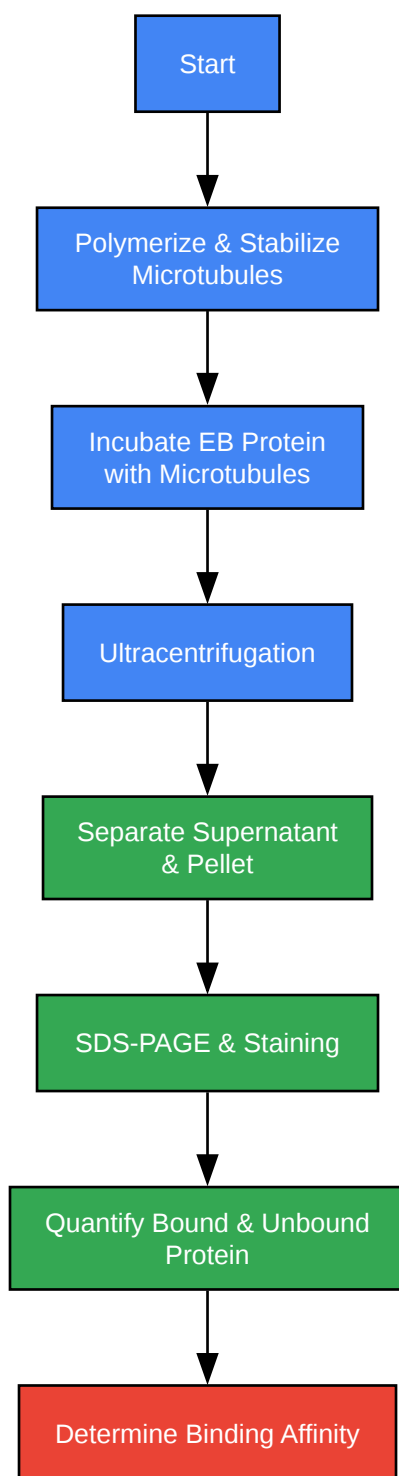 Start
Polymerize & Stabilize
Microtubules
Incubate EB Protein
with Microtubules
Ultracentrifugation
Separate Supernatant
& Pellet
SDS-PAGE & Staining
Quantify Bound & Unbound
Protein
Determine Binding Affinity